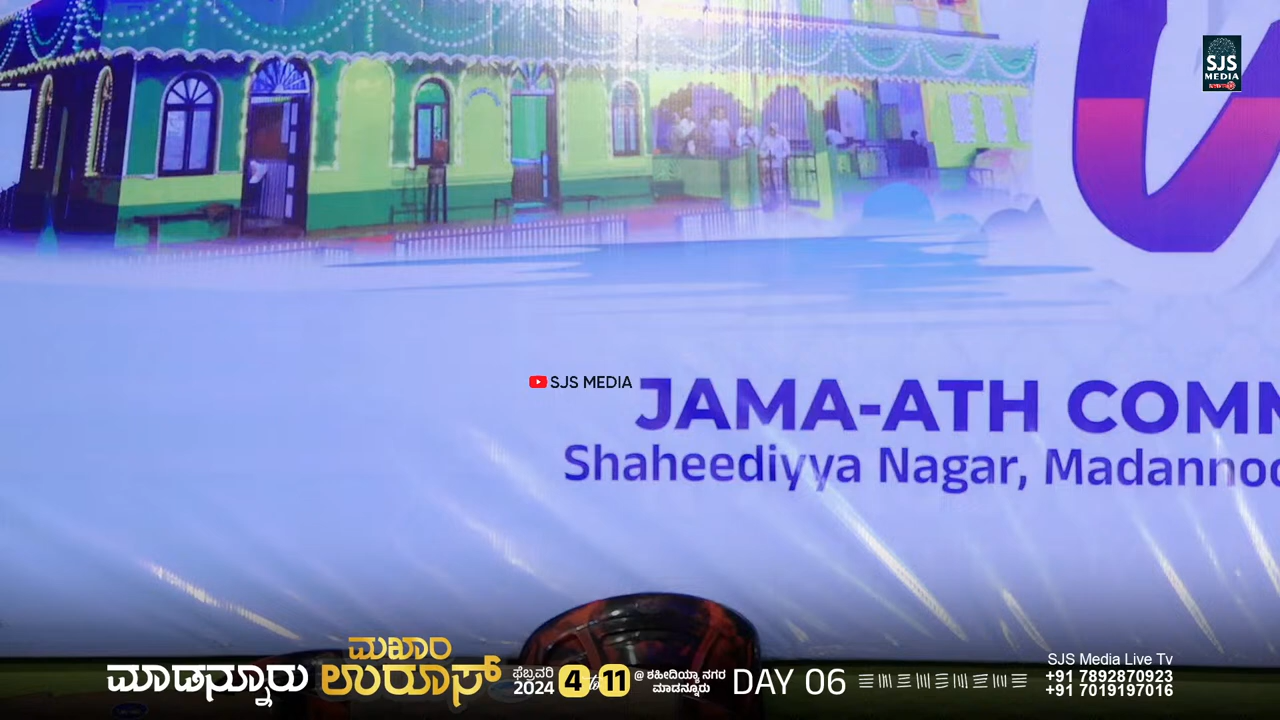 SJS
MEDIA
SJS MEDIA
JAMA-ATH COMM
Shaheediyya Nagar, Madannoo
ಮಾಡನ್ನೂರು
ಮಖಾಂ
ಉರೂಸ್
ಫೆಬ್ರವರಿ
2024
4
11
@ ಶಹೀದಿಯ್ಯಾ ನಗರ
ಮಾಡನ್ನೂರು
DAY 06
SJS Media Live Tv
+91 7892870923
+91 7019197016